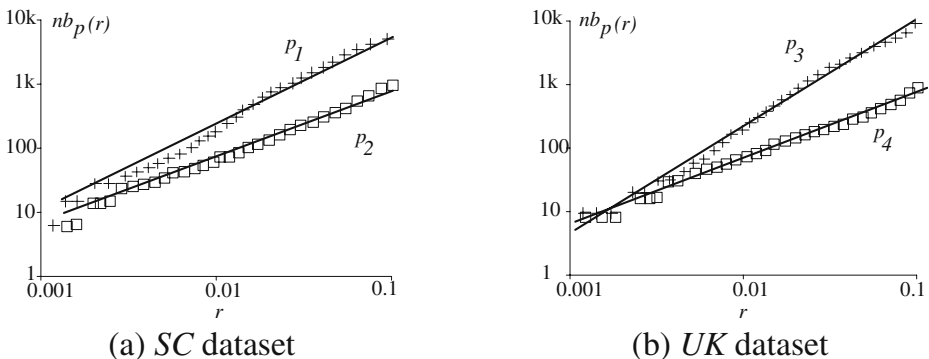 nb_p(r)
10k
1k
100
10
1
p_1
p_2
0.001
0.01
0.1
r
(a) SC dataset
nb_p(r)
10k
1k
100
10
1
p_3
p_4
0.001
0.01
0.1
r
(b) UK dataset